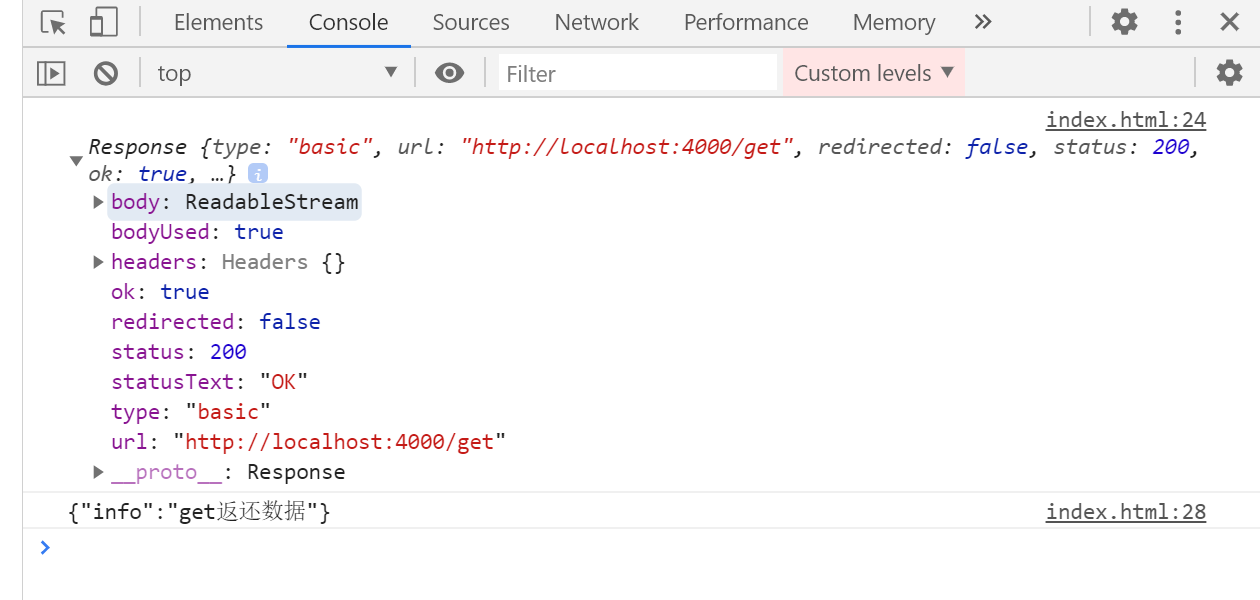 Elements Console Sources Network Performance Memory »
top Filter Custom levels
index.html:24
Response {type: "basic", url: "http://localhost:4000/get", redirected: false, status: 200,
ok: true, …} i
body: ReadableStream
bodyUsed: true
headers: Headers {}
ok: true
redirected: false
status: 200
statusText: "OK"
type: "basic"
url: "http://localhost:4000/get"
__proto__: Response
{"info":"get返还数据"} index.html:28